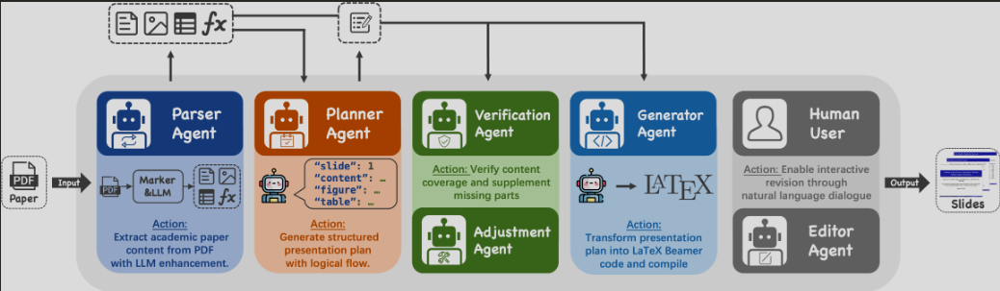 fx
Parser
Agent
Planner
Agent
Verification
Agent
Generator
Agent
Human
User
PDF
Paper
Input
PDF
Marker
&LLM
fx
Action:
Extract academic paper
content from PDF
with LLM enhancement.
"slide": 1
"content": …
"figure": …
"table": …
Action:
Generate structured
presentation plan
with logical flow.
Action: Verify content
coverage and supplement
missing parts
Adjustment
Agent
</>
LATEX
Action:
Transform presentation
plan into LaTeX Beamer
code and compile
Action: Enable interactive
revision through
natural language dialogue
Editor
Agent
Output
Slides